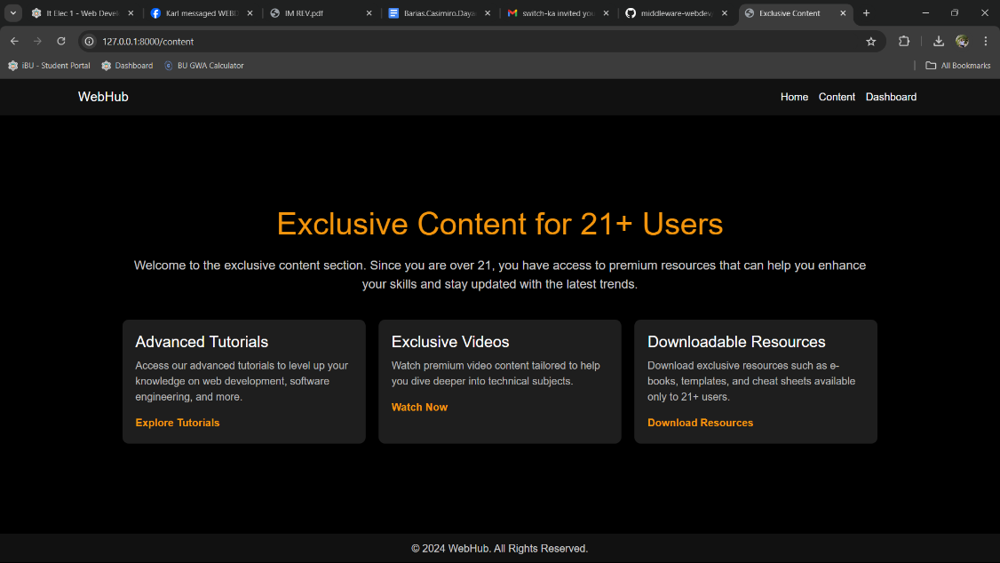 It Elec 1 - Web Devel
Karl messaged WEBD
IM REV.pdf
Barias.Casimiro.Daya
switch-ka invited you
middleware-webdev
Exclusive Content
127.0.0.1:8000/content
iBU - Student Portal
Dashboard
BU GWA Calculator
All Bookmarks
WebHub
Home Content Dashboard
Exclusive Content for 21+ Users
Welcome to the exclusive content section. Since you are over 21, you have access to premium resources that can help you enhance
your skills and stay updated with the latest trends.
Advanced Tutorials
Access our advanced tutorials to level up your
knowledge on web development, software
engineering, and more.
Explore Tutorials
Exclusive Videos
Watch premium video content tailored to help
you dive deeper into technical subjects.
Watch Now
Downloadable Resources
Download exclusive resources such as e-
books, templates, and cheat sheets available
only to 21+ users.
Download Resources
© 2024 WebHub. All Rights Reserved.